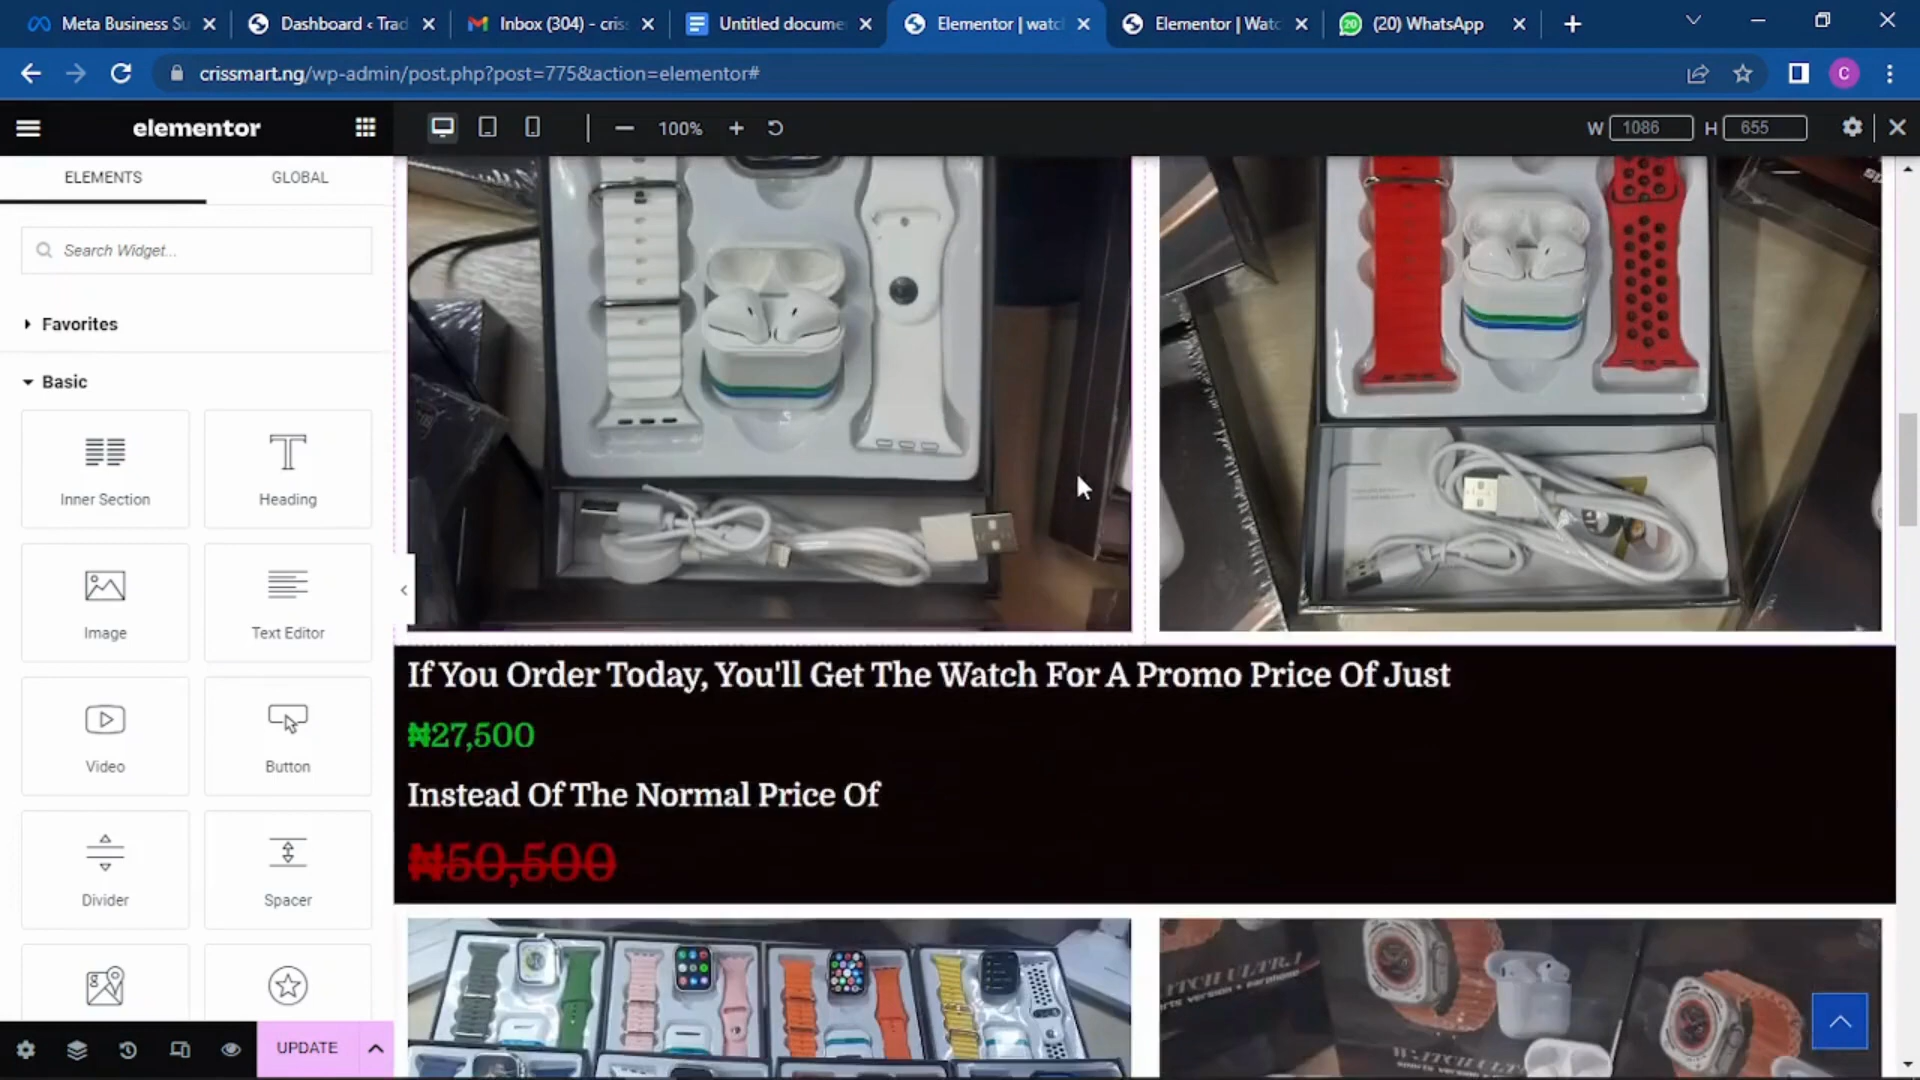 Meta Business Su
Dashboard ‹ Trad
Inbox (304) - cris
Untitled docume
Elementor | watc
Elementor | Watc
20
(20) WhatsApp
crissmart.ng/wp-admin/post.php?post=775&action=elementor#
C
elementor
100%
W 1086 H 655
ELEMENTS
GLOBAL
Search Widget...
Favorites
Basic
Inner Section
Heading
Image
Text Editor
Video
Button
Divider
Spacer
UPDATE
If You Order Today, You'll Get The Watch For A Promo Price Of Just
₦27,500
Instead Of The Normal Price Of
₦50,500